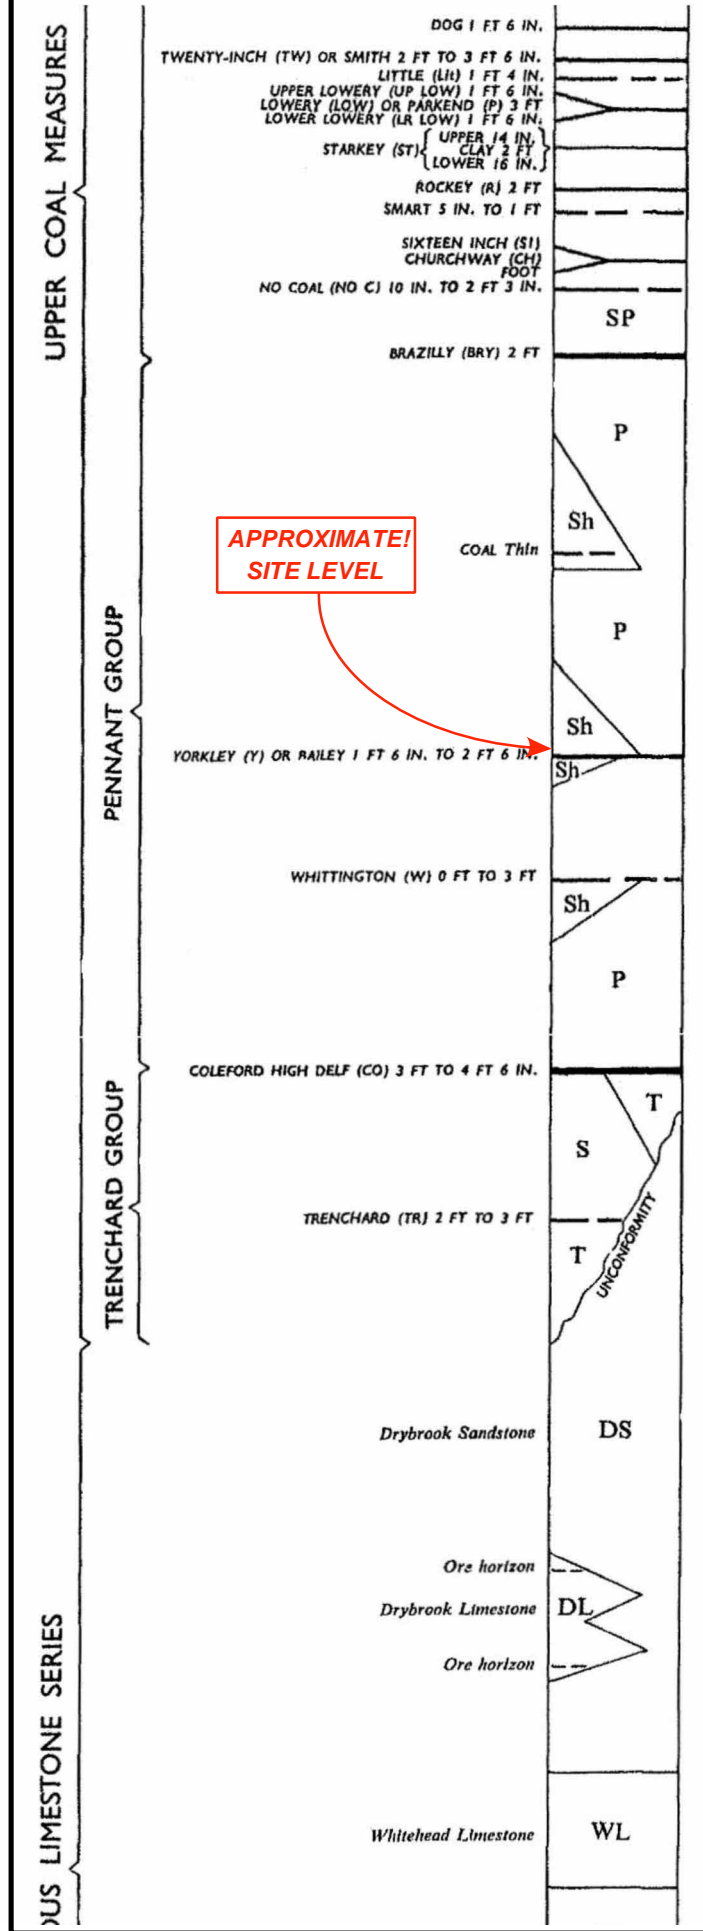 UPPER COAL MEASURES
DOG 1 FT 6 IN.
TWENTY-INCH (TW) OR SMITH 2 FT TO 3 FT 6 IN.
LITTLE (Llt) 1 FT 4 IN.
UPPER LOWERY (UP LOW) 1 FT 6 IN.
LOWERY (LOW) OR PARKEND (P) 3 FT
LOWER LOWERY (LR LOW) 1 FT 6 IN.
UPPER 14 IN.
STARKEY (ST) { CLAY 2 FT }
LOWER 16 IN.
ROCKEY (R) 2 FT
SMART 5 IN. TO 1 FT
SIXTEEN INCH (SI)
CHURCHWAY (CH)
FOOT
NO COAL (NO C) 10 IN. TO 2 FT 3 IN.
SP
BRAZILLY (BRY) 2 FT
PENNANT GROUP
P
Sh
COAL Thin
APPROXIMATE!
SITE LEVEL
P
Sh
YORKLEY (Y) OR BAILEY 1 FT 6 IN. TO 2 FT 6 IN.
Sh
WHITTINGTON (W) 0 FT TO 3 FT
Sh
P
COLEFORD HIGH DELF (CO) 3 FT TO 4 FT 6 IN.
TRENCHARD GROUP
T
S
TRENCHARD (TR) 2 FT TO 3 FT
T
UNCONFORMITY
Drybrook Sandstone
DS
Ore horizon
Drybrook Limestone
DL
Ore horizon
OUS LIMESTONE SERIES
Whitehead Limestone
WL